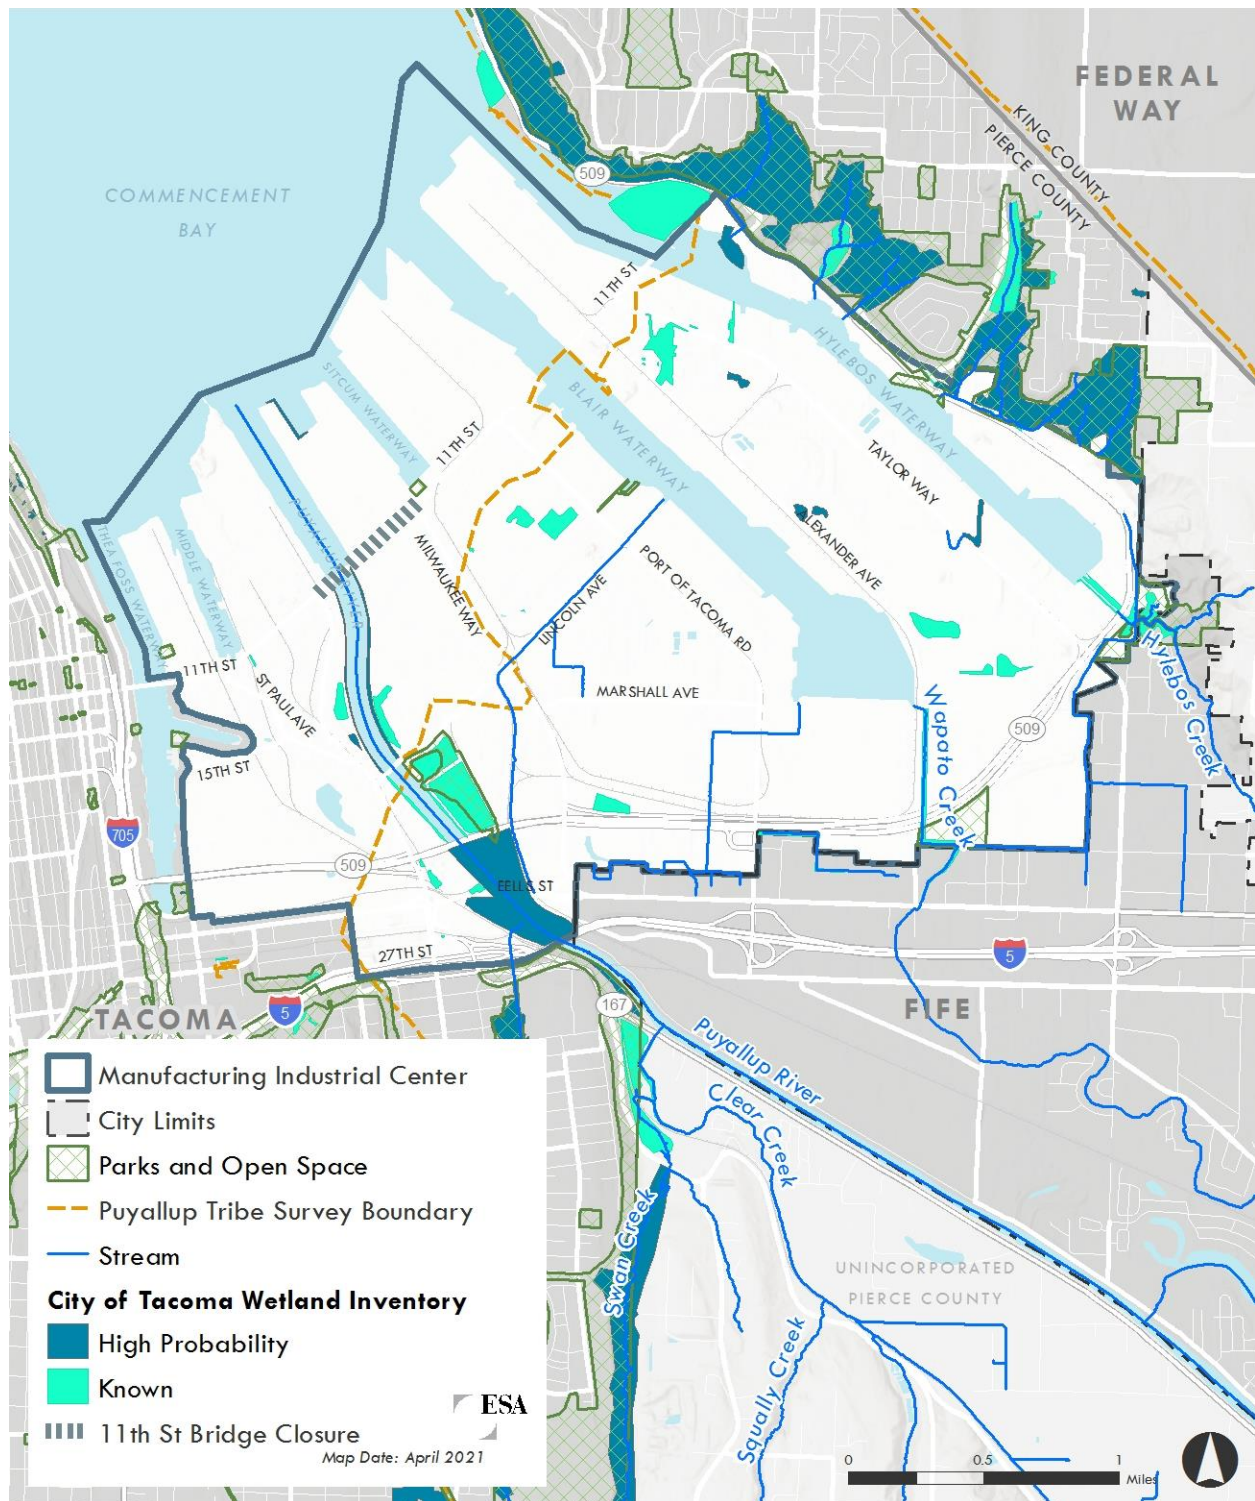 FEDERAL
WAY
KING COUNTY
PIERCE COUNTY
COMMENCEMENT
BAY
509
11TH ST
HYLEBOS WATERWAY
SITCUM WATERWAY
BLAIR WATERWAY
11TH ST
TAYLOR WAY
PUYALLUP RIVER
THEA FOSS WATERWAY
MIDDLE WATERWAY
MILWAUKEE WAY
LINCOLN AVE
PORT OF TACOMA RD
ALEXANDER AVE
11TH ST
ST PAUL AVE
MARSHALL AVE
Hylebos Creek
Wapato Creek
509
15TH ST
705
509
EELLS ST
27TH ST
5
5
TACOMA
167
FIFE
Puyallup River
Clear Creek
Swan Creek
Squally Creek
UNINCORPORATED
PIERCE COUNTY
Manufacturing Industrial Center
City Limits
Parks and Open Space
Puyallup Tribe Survey Boundary
Stream
City of Tacoma Wetland Inventory
High Probability
Known
11th St Bridge Closure
ESA
Map Date: April 2021
0 0.5 1
Miles